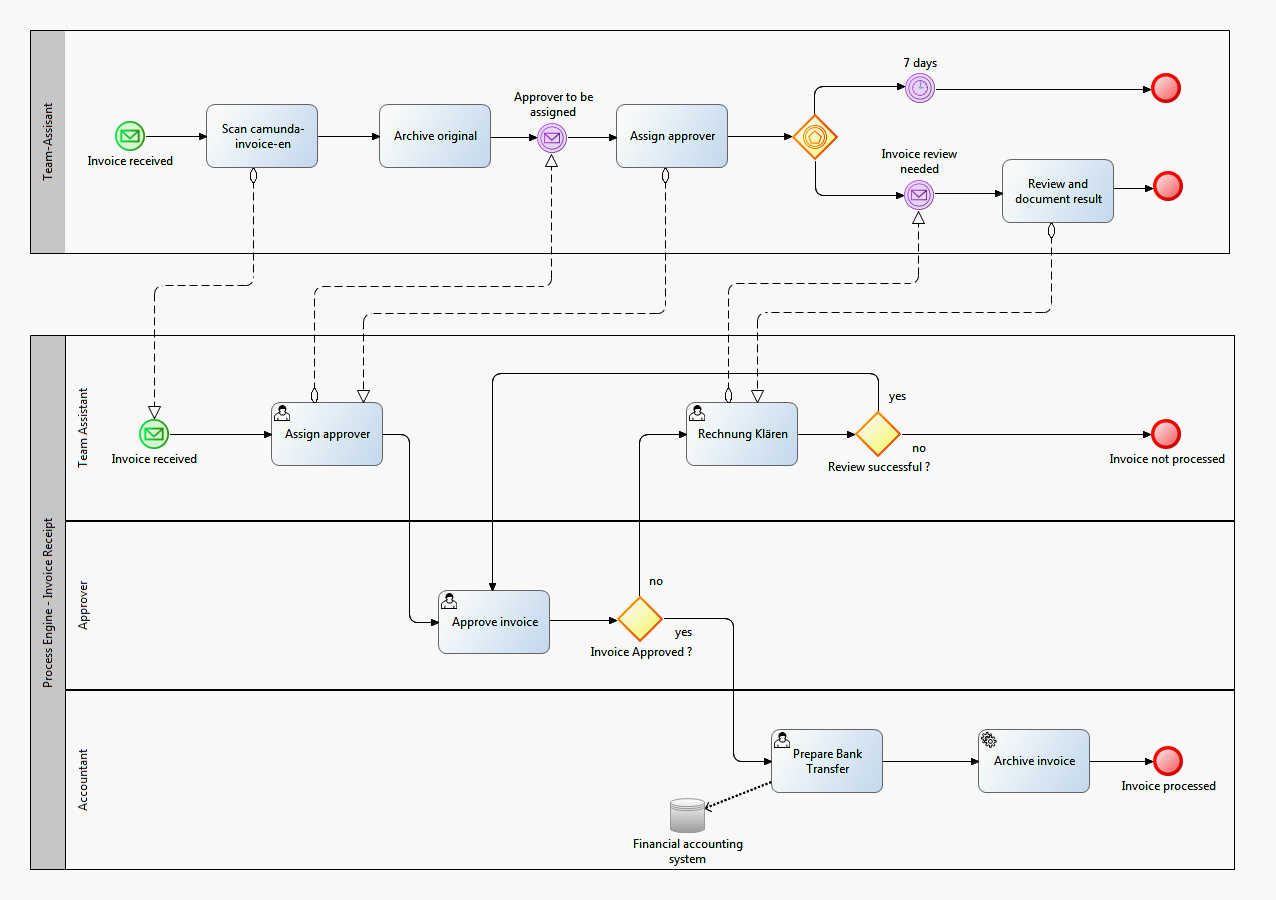 Team-Assisant
7 days
Approver to be
assigned
Scan camunda-
invoice-en
Archive original
Assign approver
Invoice received
Invoice review
needed
Review and
document result
Process Engine - Invoice Receipt
Team Assistant
yes
Assign approver
Rechnung Klären
no
Invoice received
Review successful ?
Invoice not processed
Approver
no
Approve invoice
yes
Invoice Approved ?
Accountant
Prepare Bank
Transfer
Archive invoice
Invoice processed
Financial accounting
system